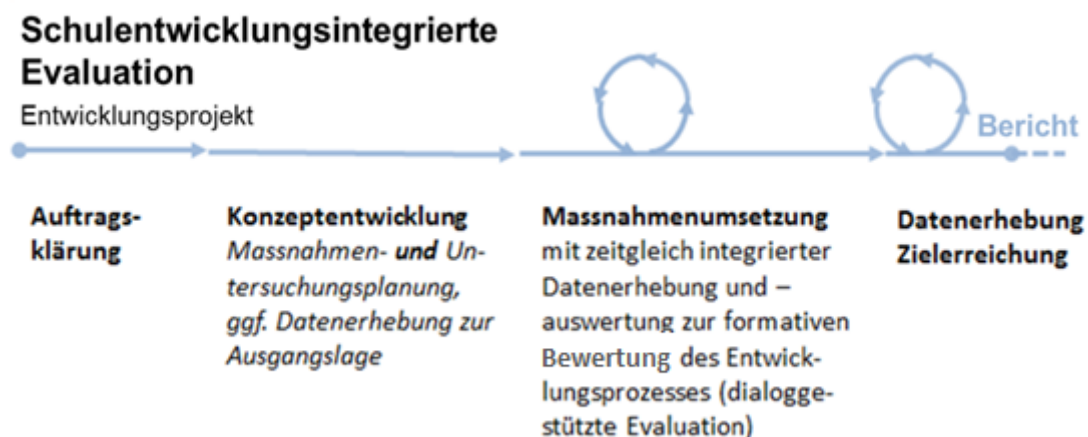 Schulentwicklungsintegrierte
Evaluation
Entwicklungsprojekt
Bericht
Auftrags-
klärung
Konzeptentwicklung
Massnahmen- und Un-
tersuchungsplanung,
ggf. Datenerhebung zur
Ausgangslage
Massnahmenumsetzung
mit zeitgleich integrierter
Datenerhebung und –
auswertung zur formativen
Bewertung des Entwick-
lungsprozesses (dialogge-
stützte Evaluation)
Datenerhebung
Zielerreichung